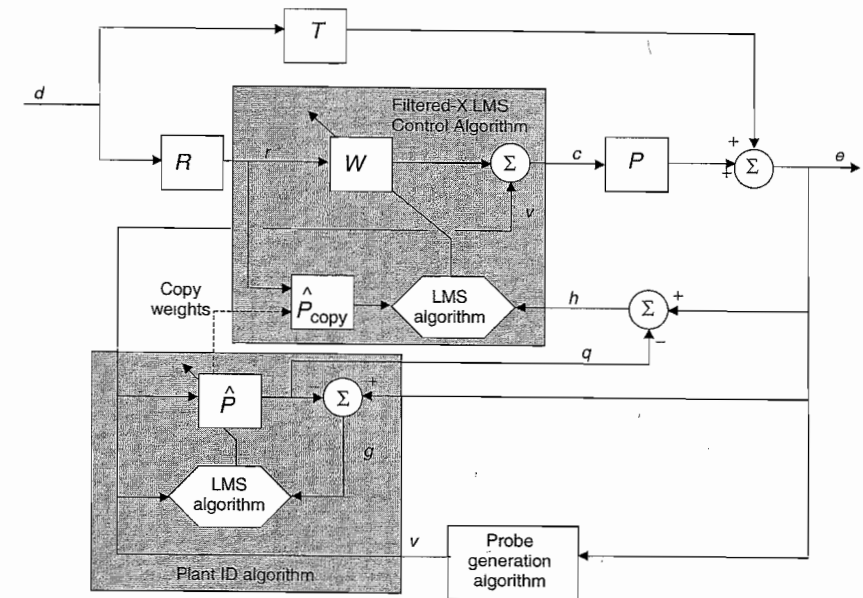 T
d
Filtered-X LMS
Control Algorithm
+
R
r
W
Σ
c
P
+
Σ
e
v
Copy
weights
^
P copy
LMS
algorithm
h
Σ
+
−
q
^
P
−
Σ
+
g
LMS
algorithm
v
Probe
generation
algorithm
Plant ID algorithm